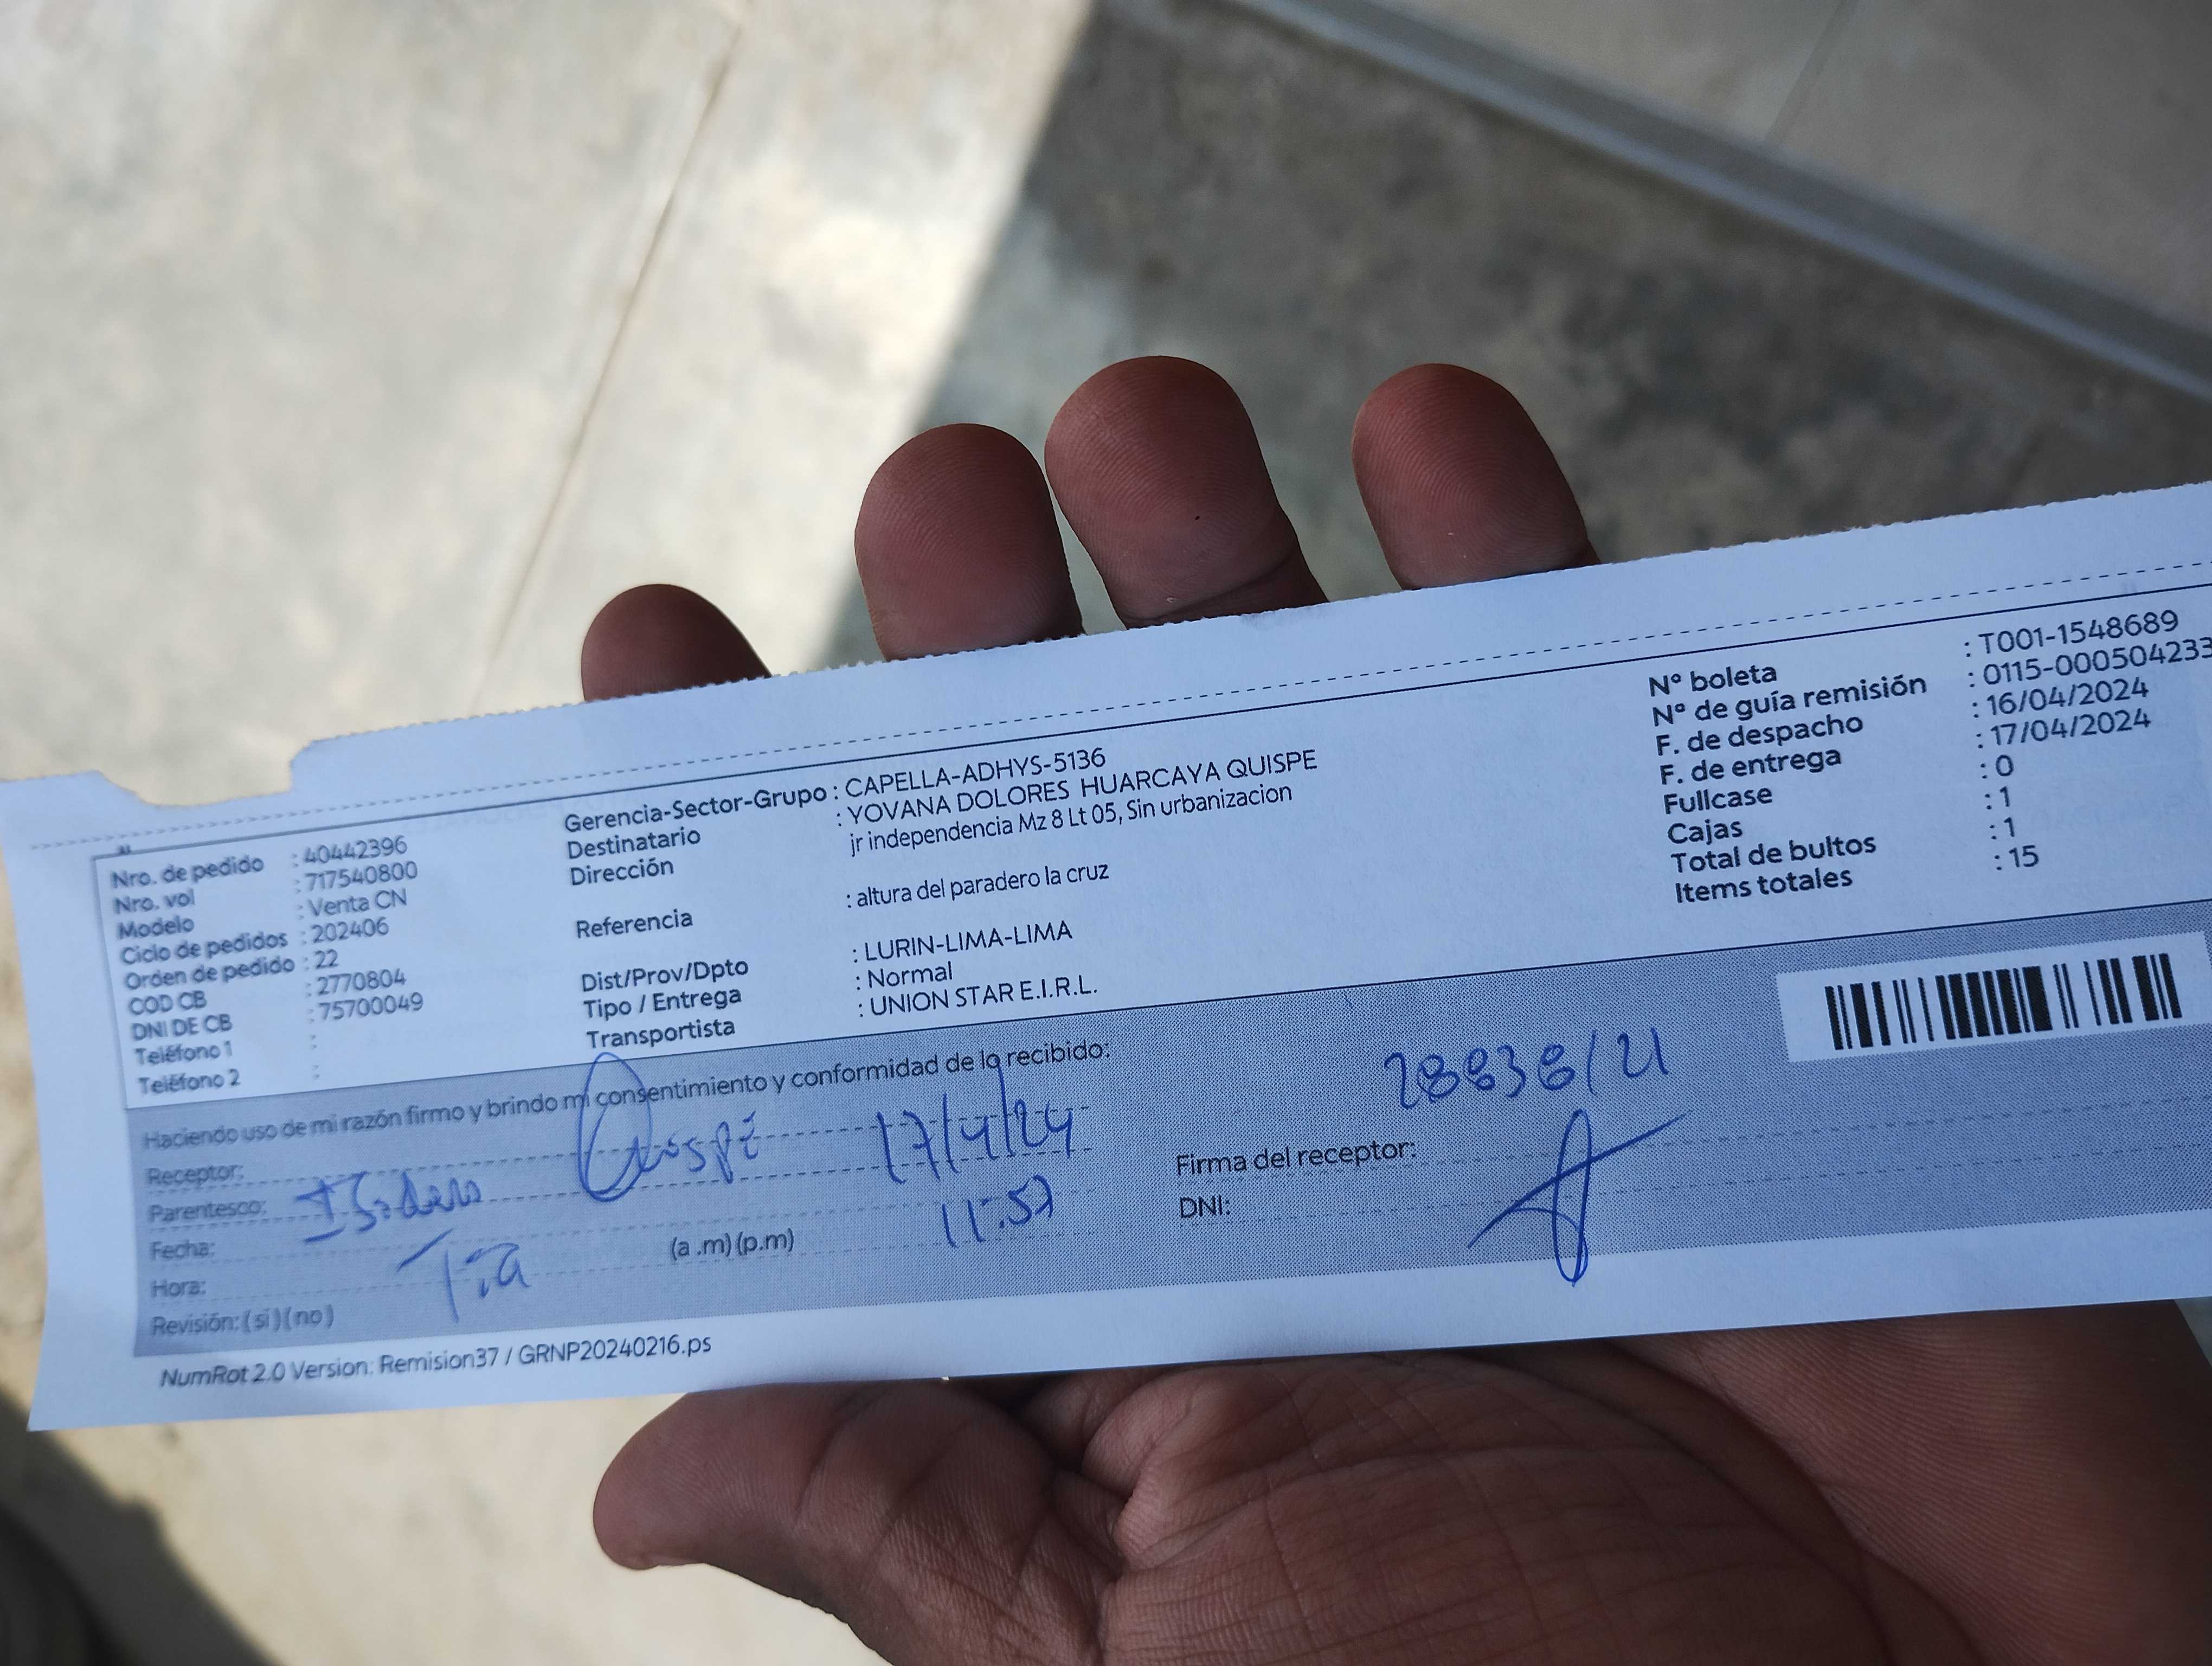 Nro. de pedido : 40442396
Nro. vol : 717540800
Modelo : Venta CN
Ciclo de pedidos : 202406
Orden de pedido : 22
COD CB : 2770804
DNI DE CB : 75700049
Teléfono 1 :
Teléfono 2 :
Gerencia-Sector-Grupo : CAPELLA-ADHYS-5136
Destinatario : YOVANA DOLORES HUARCAYA QUISPE
Dirección jr independencia Mz 8 Lt 05, Sin urbanizacion
Referencia : altura del paradero la cruz
Dist/Prov/Dpto : LURIN-LIMA-LIMA
Tipo / Entrega : Normal
Transportista : UNION STAR E.I.R.L.
N° boleta : T001-1548689
N° de guía remisión : 0115-000504233
F. de despacho : 16/04/2024
F. de entrega : 17/04/2024
Fullcase : 0
Cajas : 1
Total de bultos : 1
Items totales : 15
Haciendo uso de mi razón firmo y brindo mi consentimiento y conformidad de lo recibido:
Receptor:
Parentesco:
Fecha: 17/4/24
Hora: (a .m) (p.m) 11:57
Revisión: ( si ) ( no )
Tia
28838/21
Firma del receptor:
DNI:
NumRot 2.0 Version: Remision37 / GRNP20240216.ps